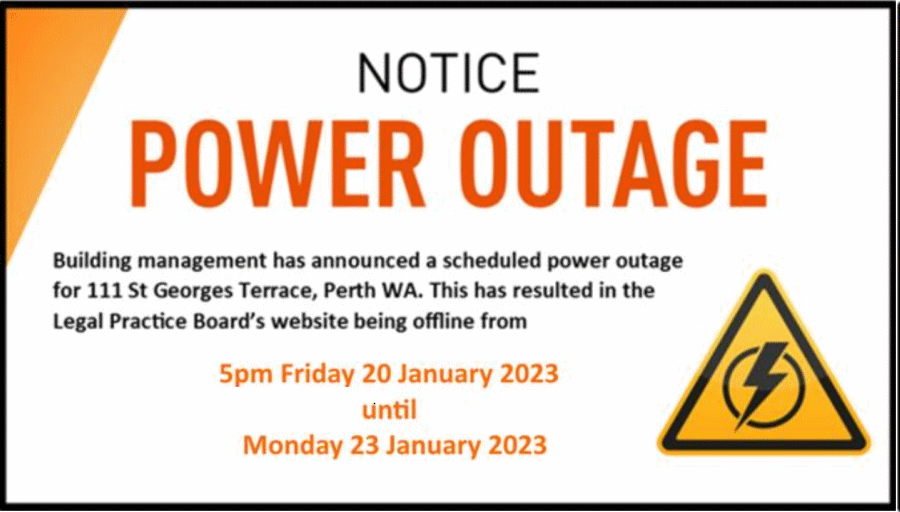 NOTICE
POWER OUTAGE
Building management has announced a scheduled power outage
for 111 St Georges Terrace, Perth WA. This has resulted in the
Legal Practice Board's website being offline from
5pm Friday 20 January 2023
until
Monday 23 January 2023